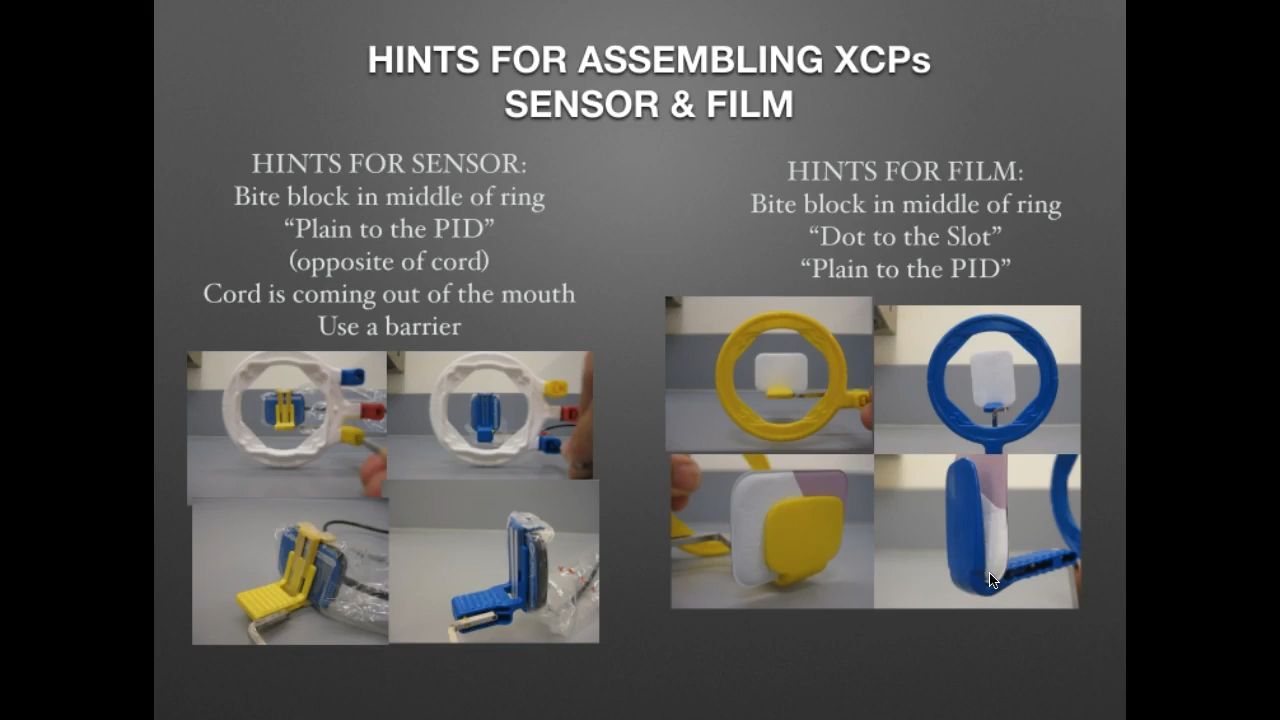 HINTS FOR ASSEMBLING XCPs
SENSOR & FILM
HINTS FOR SENSOR:
Bite block in middle of ring
“Plain to the PID”
(opposite of cord)
Cord is coming out of the mouth
Use a barrier
HINTS FOR FILM:
Bite block in middle of ring
“Dot to the Slot”
“Plain to the PID”